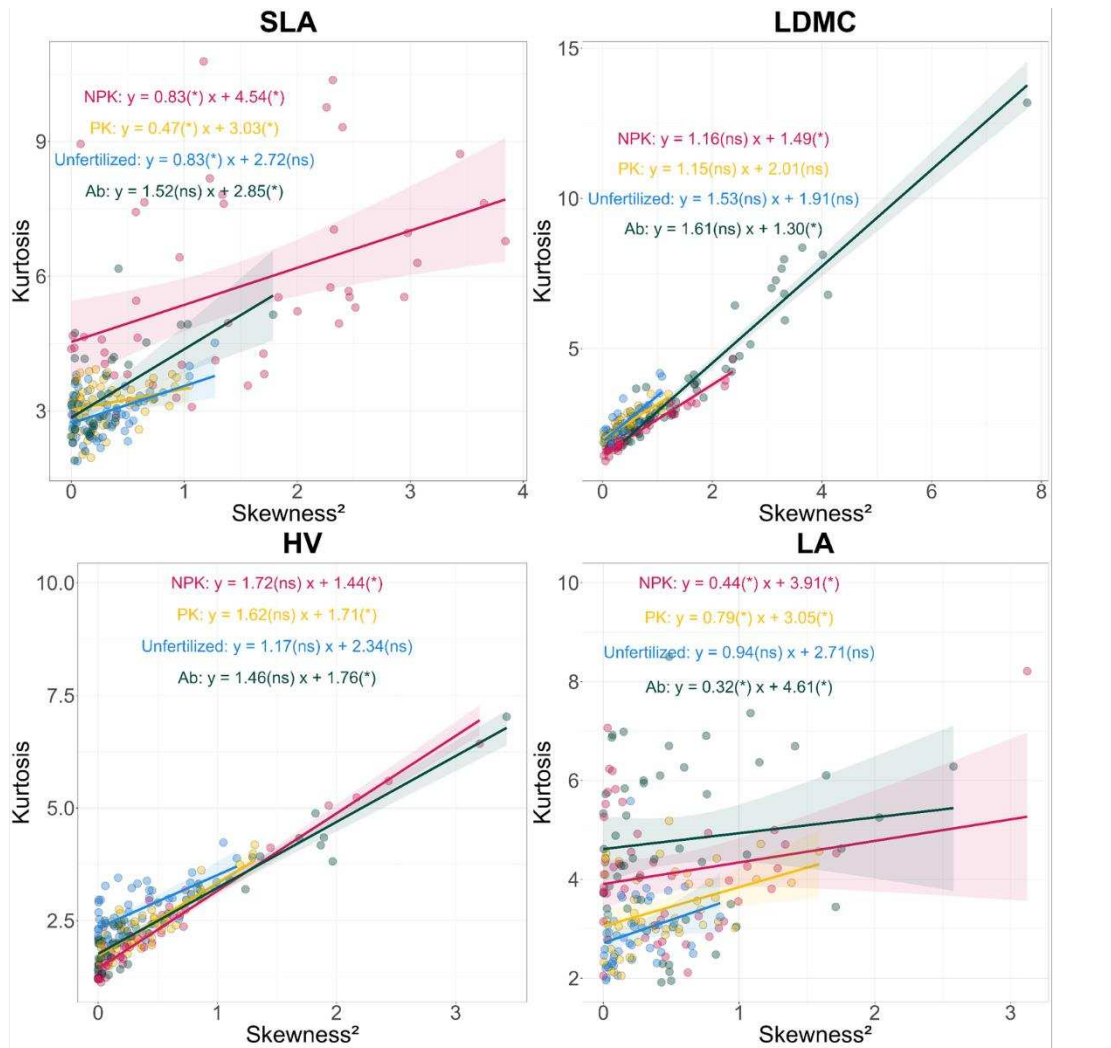 SLA
NPK: y = 0.83(*) x + 4.54(*)
PK: y = 0.47(*) x + 3.03(*)
Unfertilized: y = 0.83(*) x + 2.72(ns)
Ab: y = 1.52(ns) x + 2.85(*)
Kurtosis
9
6
3
0 1 2 3 4
Skewness²
LDMC
NPK: y = 1.16(ns) x + 1.49(*)
PK: y = 1.15(ns) x + 2.01(ns)
Unfertilized: y = 1.53(ns) x + 1.91(ns)
Ab: y = 1.61(ns) x + 1.30(*)
Kurtosis
15
10
5
0 2 4 6 8
Skewness²
HV
NPK: y = 1.72(ns) x + 1.44(*)
PK: y = 1.62(ns) x + 1.71(*)
Unfertilized: y = 1.17(ns) x + 2.34(ns)
Ab: y = 1.46(ns) x + 1.76(*)
Kurtosis
10.0
7.5
5.0
2.5
0 1 2 3
Skewness²
LA
NPK: y = 0.44(*) x + 3.91(*)
PK: y = 0.79(*) x + 3.05(*)
Unfertilized: y = 0.94(ns) x + 2.71(ns)
Ab: y = 0.32(*) x + 4.61(*)
Kurtosis
10
8
6
4
2
0 1 2 3
Skewness²